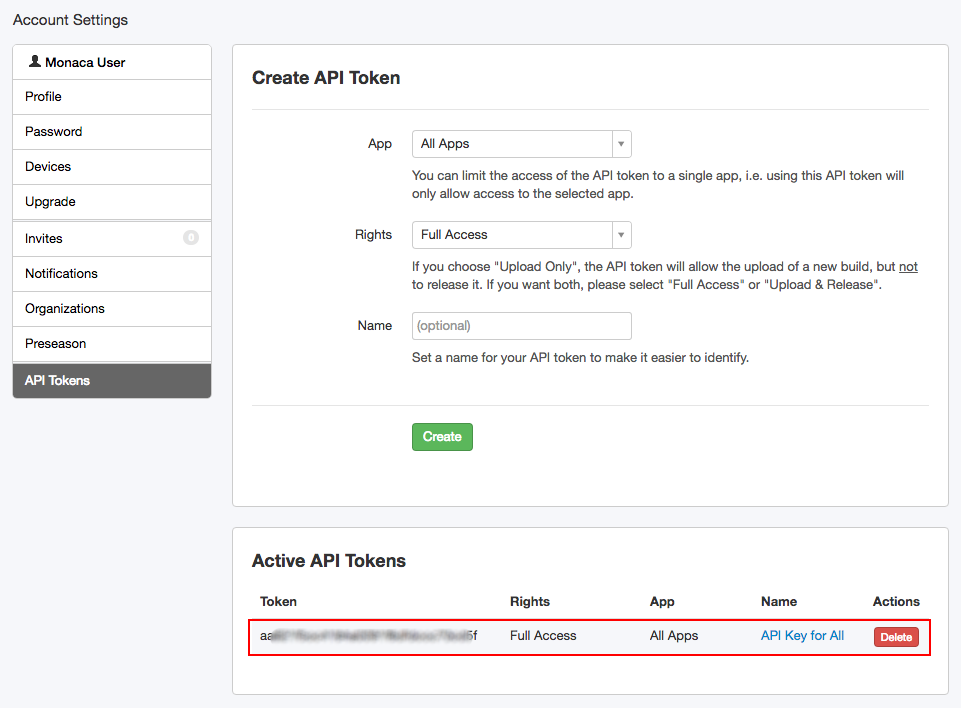 Account Settings
Monaca User
Profile
Password
Devices
Upgrade
Invites 0
Notifications
Organizations
Preseason
API Tokens
Create API Token
App All Apps
You can limit the access of the API token to a single app, i.e. using this API token will
only allow access to the selected app.
Rights Full Access
If you choose "Upload Only", the API token will allow the upload of a new build, but not
to release it. If you want both, please select "Full Access" or "Upload & Release".
Name (optional)
Set a name for your API token to make it easier to identify.
Create
Active API Tokens
Token Rights App Name Actions
Full Access All Apps API Key for All Delete